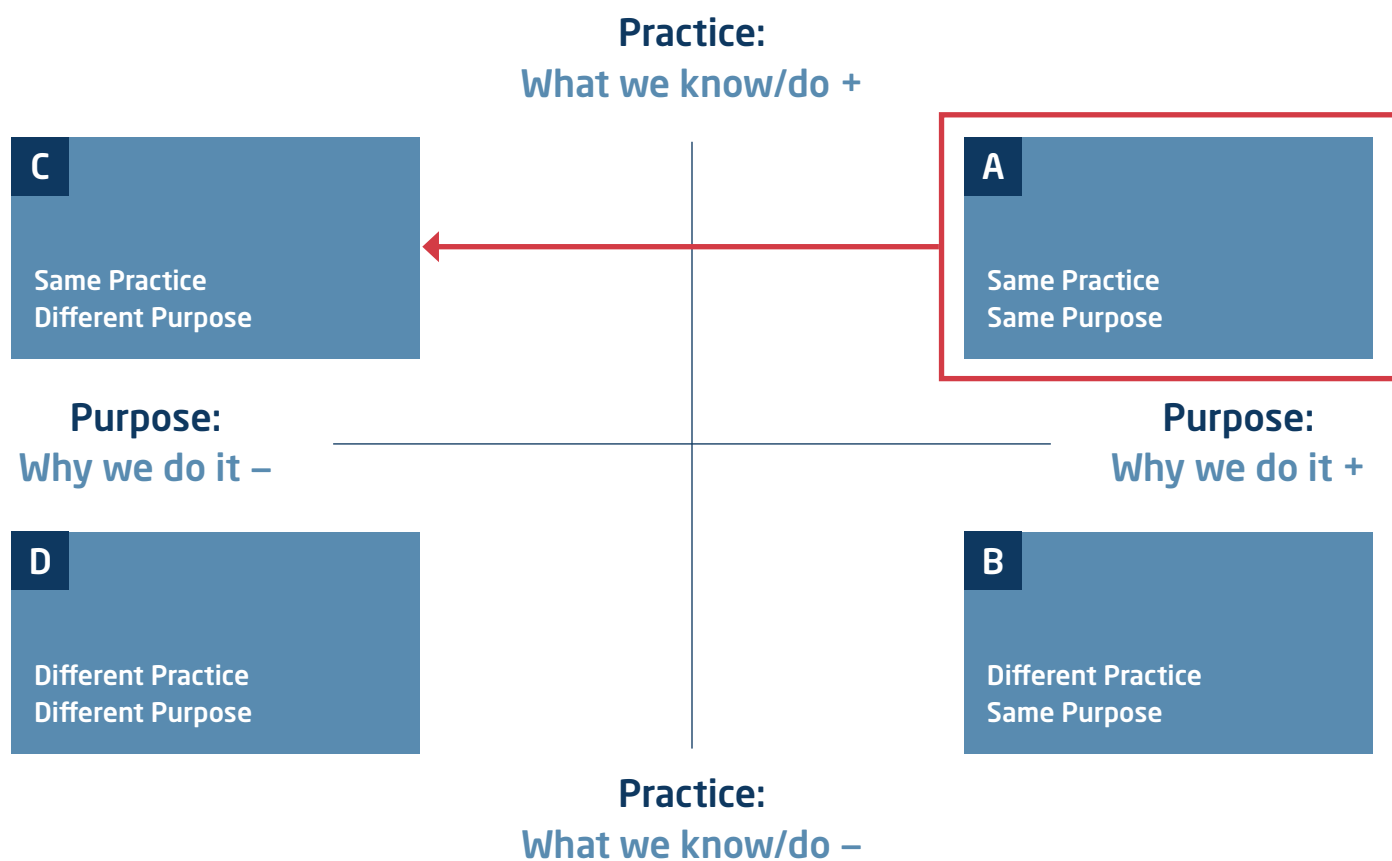 Practice:
What we know/do +
C
Same Practice
Different Purpose
A
Same Practice
Same Purpose
Purpose:
Why we do it –
Purpose:
Why we do it +
D
Different Practice
Different Purpose
B
Different Practice
Same Purpose
Practice:
What we know/do –